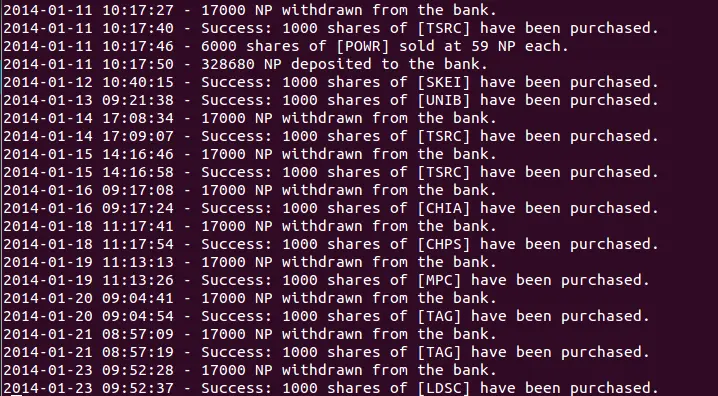 2014-01-11 10:17:27 - 17000 NP withdrawn from the bank.
2014-01-11 10:17:40 - Success: 1000 shares of [TSRC] have been purchased.
2014-01-11 10:17:46 - 6000 shares of [POWR] sold at 59 NP each.
2014-01-11 10:17:50 - 328680 NP deposited to the bank.
2014-01-12 10:40:15 - Success: 1000 shares of [SKEI] have been purchased.
2014-01-13 09:21:38 - Success: 1000 shares of [UNIB] have been purchased.
2014-01-14 17:08:34 - 17000 NP withdrawn from the bank.
2014-01-14 17:09:07 - Success: 1000 shares of [TSRC] have been purchased.
2014-01-15 14:16:46 - 17000 NP withdrawn from the bank.
2014-01-15 14:16:58 - Success: 1000 shares of [TSRC] have been purchased.
2014-01-16 09:17:08 - 17000 NP withdrawn from the bank.
2014-01-16 09:17:24 - Success: 1000 shares of [CHIA] have been purchased.
2014-01-18 11:17:41 - 17000 NP withdrawn from the bank.
2014-01-18 11:17:54 - Success: 1000 shares of [CHPS] have been purchased.
2014-01-19 11:13:13 - 17000 NP withdrawn from the bank.
2014-01-19 11:13:26 - Success: 1000 shares of [MPC] have been purchased.
2014-01-20 09:04:41 - 17000 NP withdrawn from the bank.
2014-01-20 09:04:54 - Success: 1000 shares of [TAG] have been purchased.
2014-01-21 08:57:09 - 17000 NP withdrawn from the bank.
2014-01-21 08:57:19 - Success: 1000 shares of [TAG] have been purchased.
2014-01-23 09:52:28 - 17000 NP withdrawn from the bank.
2014-01-23 09:52:37 - Success: 1000 shares of [LDSC] have been purchased.